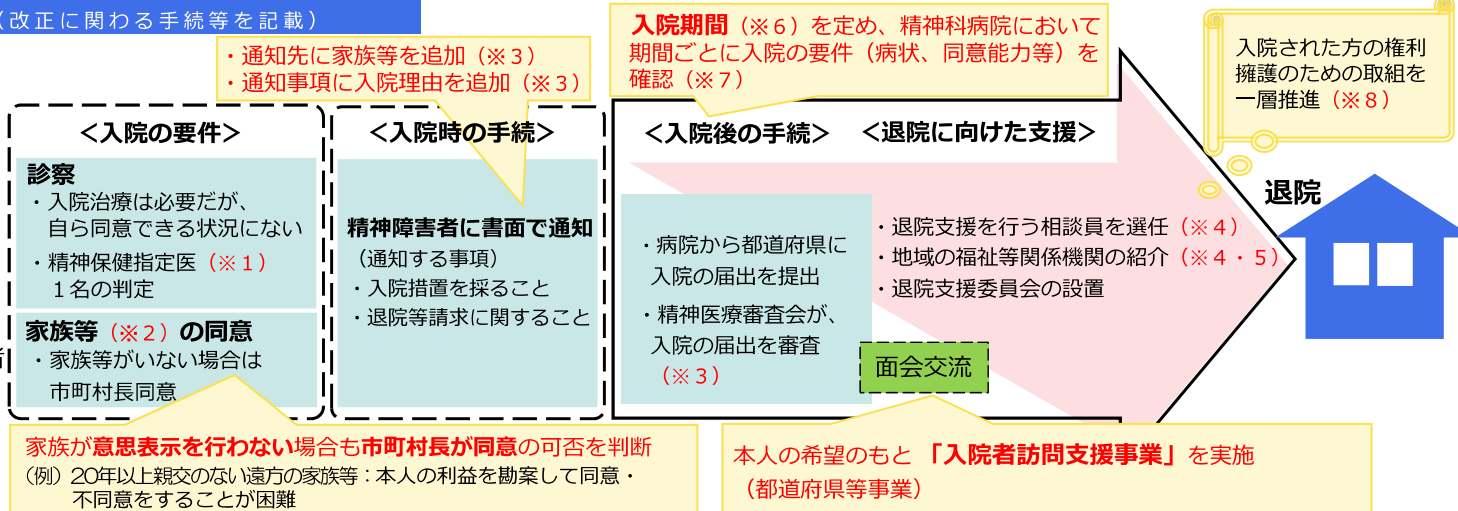 （改正に関わる手続等を記載）
・通知先に家族等を追加（※３）
・通知事項に入院理由を追加（※３）
入院期間（※６）を定め、精神科病院において
期間ごとに入院の要件（病状、同意能力等）を
確認（※７）
入院された方の権利
擁護のための取組を
一層推進（※８）
＜入院の要件＞
診察
・入院治療は必要だが、
自ら同意できる状況にない
・精神保健指定医（※１）
１名の判定
家族等（※２）の同意
・家族等がいない場合は
市町村長同意
＜入院時の手続＞
精神障害者に書面で通知
（通知する事項）
・入院措置を採ること
・退院等請求に関すること
＜入院後の手続＞
・病院から都道府県に
入院の届出を提出
・精神医療審査会が、
入院の届出を審査
（※３）
＜退院に向けた支援＞
・退院支援を行う相談員を選任（※４）
・地域の福祉等関係機関の紹介（※４・５）
・退院支援委員会の設置
面会交流
退院
家族が意思表示を行わない場合も市町村長が同意の可否を判断
（例）20年以上親交のない遠方の家族等：本人の利益を勘案して同意・
不同意をすることが困難
本人の希望のもと「入院者訪問支援事業」を実施
（都道府県等事業）